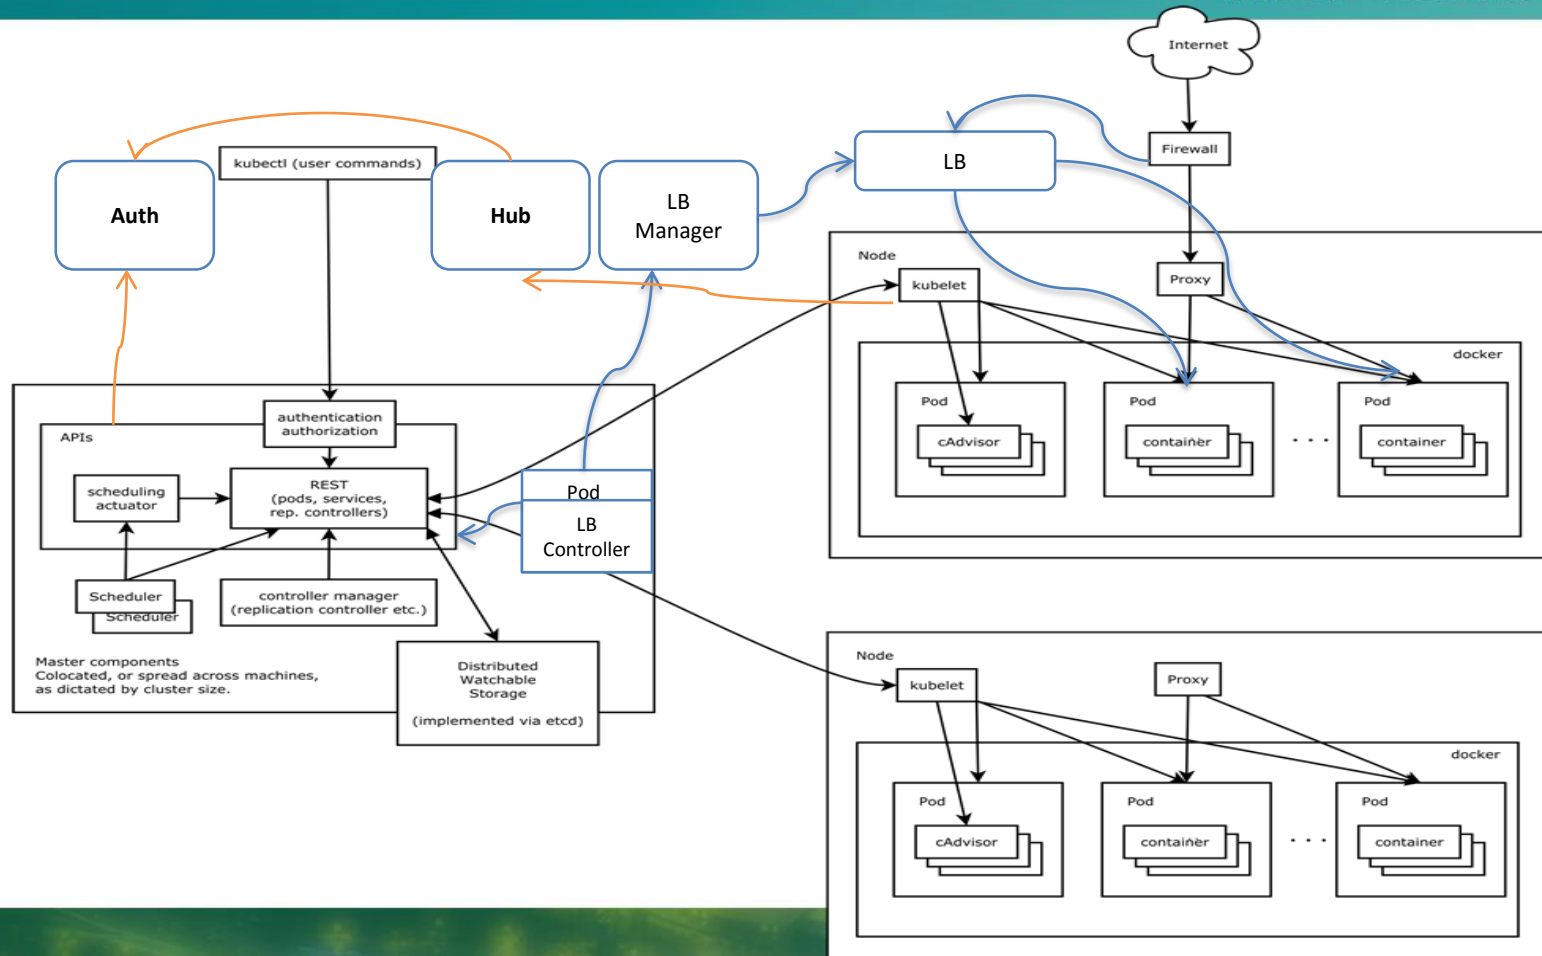 Internet
Firewall
kubectl (user commands)
Auth
Hub
LB
Manager
LB
Node
kubelet
Proxy
docker
Pod
cAdvisor
Pod
container
. . .
Pod
container
authentication
authorization
APIs
scheduling
actuator
REST
(pods, services,
rep. controllers)
Pod
LB
Controller
Scheduler
Scheduler
controller manager
(replication controller etc.)
Master components
Colocated, or spread across machines,
as dictated by cluster size.
Distributed
Watchable
Storage
(implemented via etcd)
Node
kubelet
Proxy
docker
Pod
cAdvisor
Pod
container
. . .
Pod
container